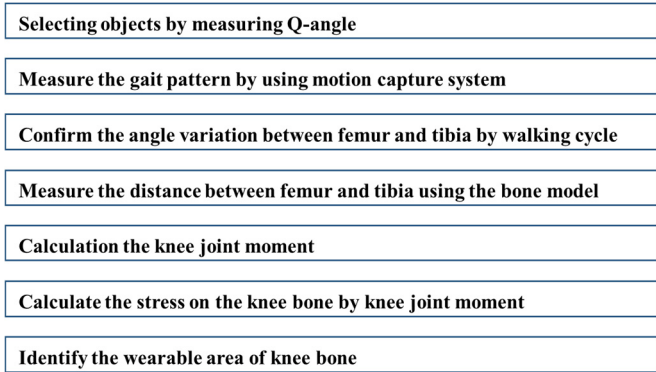 Selecting objects by measuring Q-angle
Measure the gait pattern by using motion capture system
Confirm the angle variation between femur and tibia by walking cycle
Measure the distance between femur and tibia using the bone model
Calculation the knee joint moment
Calculate the stress on the knee bone by knee joint moment
Identify the wearable area of knee bone